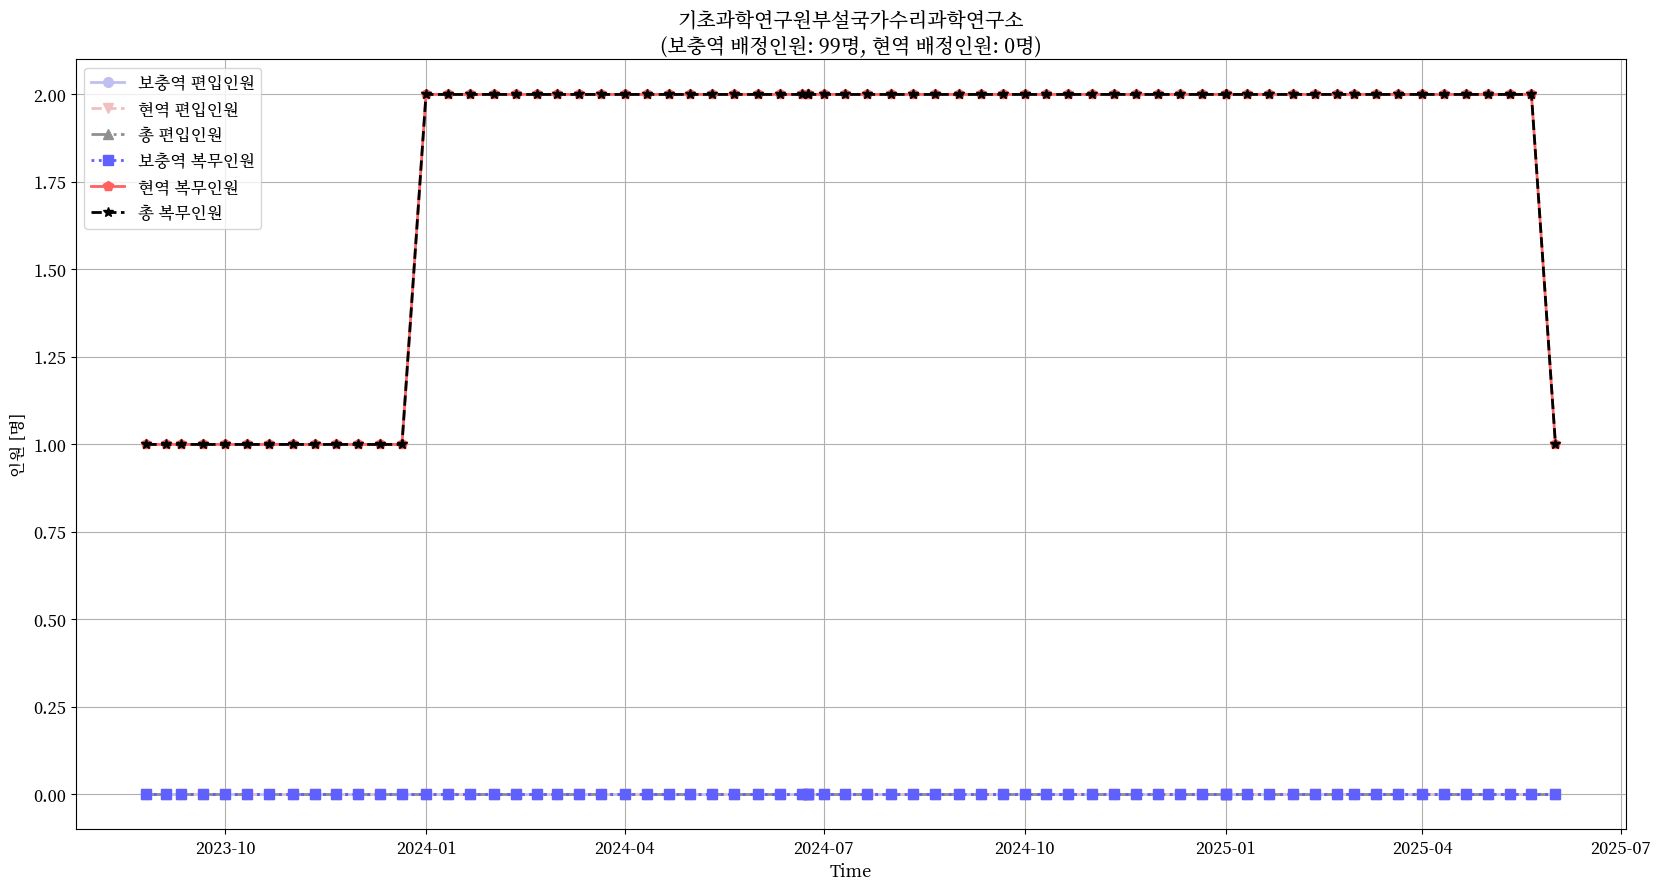 기초과학연구원부설국가수리과학연구소
(보충역 배정인원: 99명, 현역 배정인원: 0명)
보충역 편입인원
현역 편입인원
총 편입인원
보충역 복무인원
현역 복무인원
총 복무인원
인원 [명]
2.00
1.75
1.50
1.25
1.00
0.75
0.50
0.25
0.00
2023-10 2024-01 2024-04 2024-07 2024-10 2025-01 2025-04 2025-07
Time